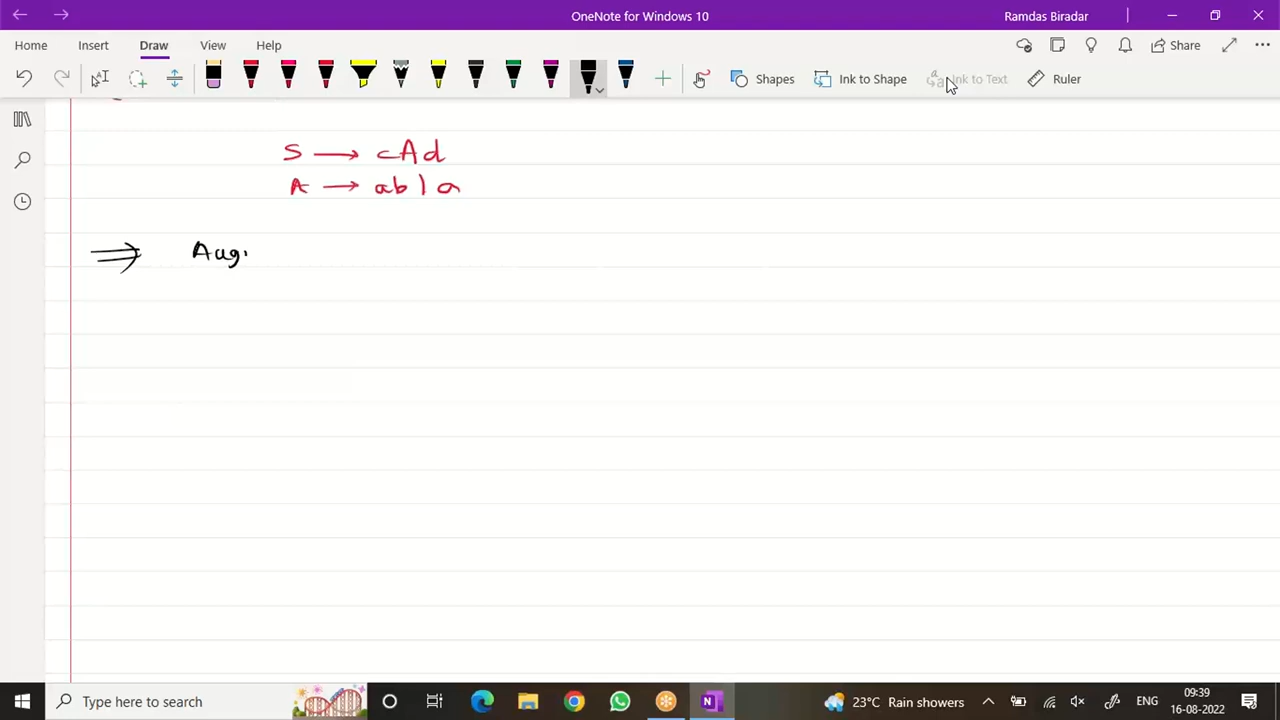 OneNote for Windows 10
Ramdas Biradar
Home Insert Draw View Help
Share
Shapes Ink to Shape Ink to Text Ruler
S → cAd
A → ab | a
⇒ Aug.
Type here to search
23°C Rain showers
ENG
09:39
16-08-2022